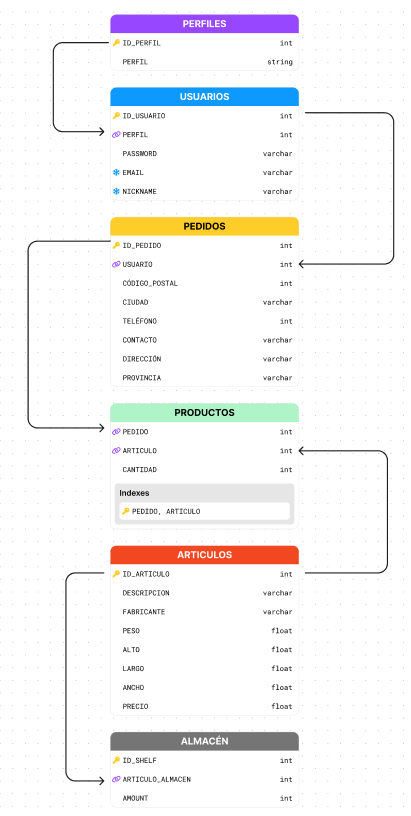 PERFILES
ID_PERFIL int
PERFIL string
USUARIOS
ID_USUARIO int
PERFIL int
PASSWORD varchar
EMAIL varchar
NICKNAME varchar
PEDIDOS
ID_PEDIDO int
USUARIO int
CÓDIGO_POSTAL int
CIUDAD varchar
TELÉFONO int
CONTACTO varchar
DIRECCIÓN varchar
PROVINCIA varchar
PRODUCTOS
PEDIDO int
ARTICULO int
CANTIDAD int
Indexes
PEDIDO, ARTICULO
ARTICULOS
ID_ARTICULO int
DESCRIPCION varchar
FABRICANTE varchar
PESO float
ALTO float
LARGO float
ANCHO float
PRECIO float
ALMACÉN
ID_SHELF int
ARTICULO_ALMACEN int
AMOUNT int